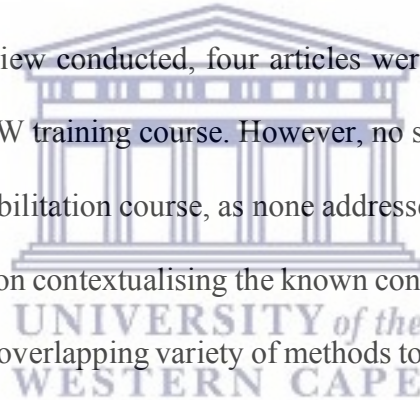 iew conducted, four articles wer
W training course. However, no s
bilitation course, as none addresse
on contextualising the known con
UNIVERSITY of the
overlapping variety of methods to
WESTERN CAPE